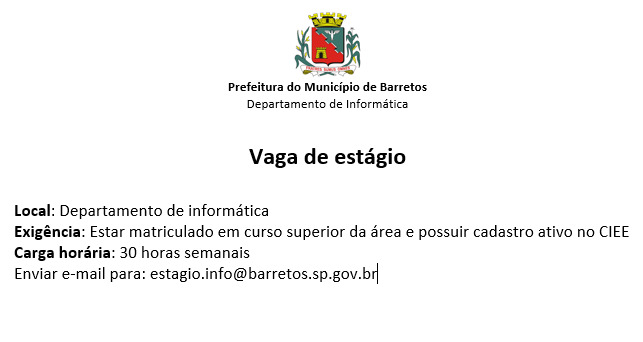 Prefeitura do Município de Barretos
Departamento de Informática
Vaga de estágio
Local: Departamento de informática
Exigência: Estar matriculado em curso superior da área e possuir cadastro ativo no CIEE
Carga horária: 30 horas semanais
Enviar e-mail para: estagio.info@barretos.sp.gov.br